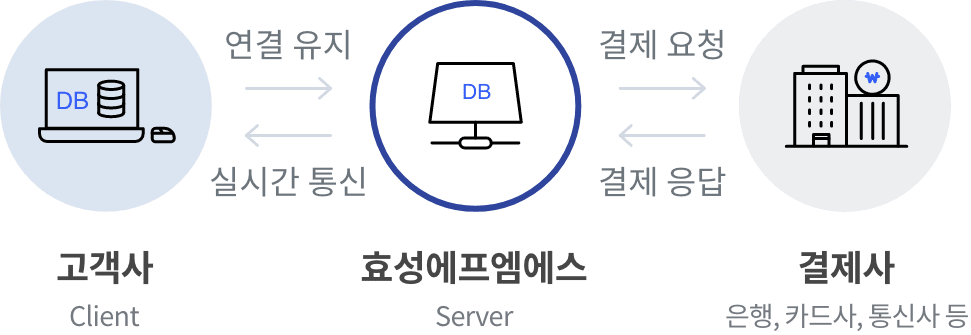 연결 유지
결제 요청
DB
DB
₩
실시간 통신
결제 응답
고객사
효성에프엠에스
결제사
Client
Server
은행, 카드사, 통신사 등